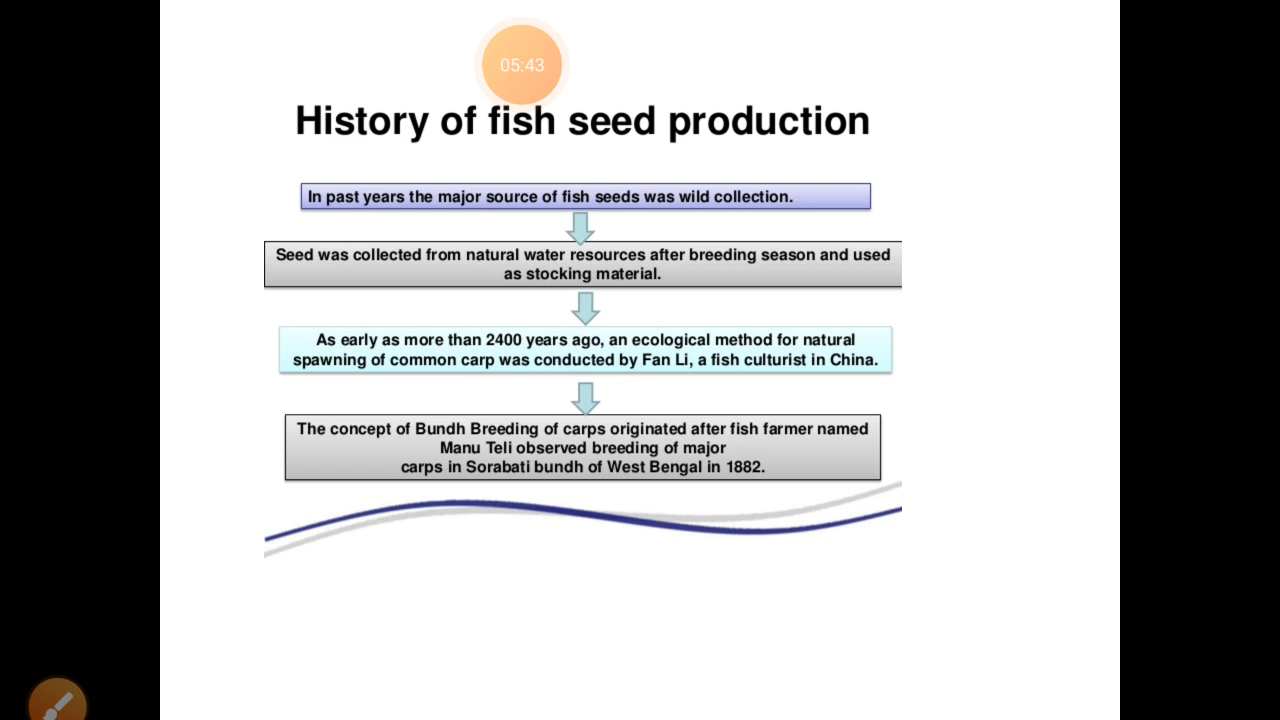 05:43
History of fish seed production
In past years the major source of fish seeds was wild collection.
Seed was collected from natural water resources after breeding season and used
as stocking material.
As early as more than 2400 years ago, an ecological method for natural
spawning of common carp was conducted by Fan Li, a fish culturist in China.
The concept of Bundh Breeding of carps originated after fish farmer named
Manu Teli observed breeding of major
carps in Sorabati bundh of West Bengal in 1882.